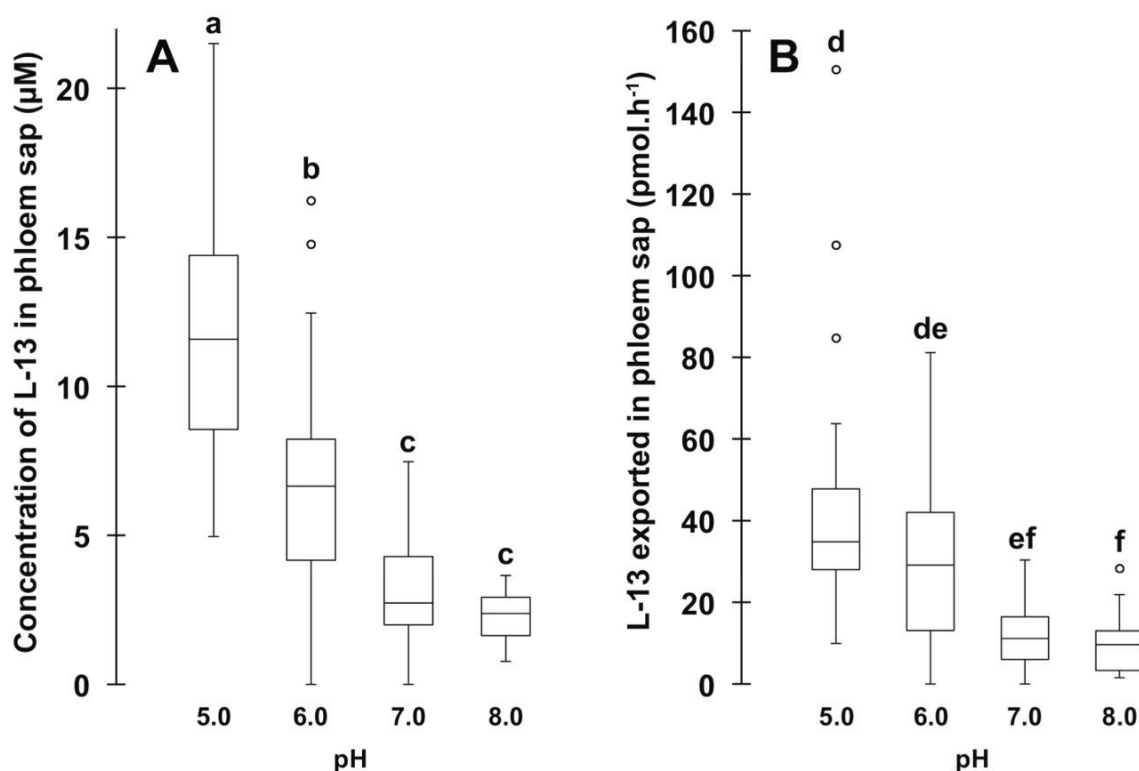 Concentration of L-13 in phloem sap (µM)
A
20
15
10
5
0
a
b
c
c
5.0 6.0 7.0 8.0
pH
L-13 exported in phloem sap (pmol.h⁻¹)
B
160
140
120
100
80
60
40
20
0
d
de
ef
f
5.0 6.0 7.0 8.0
pH